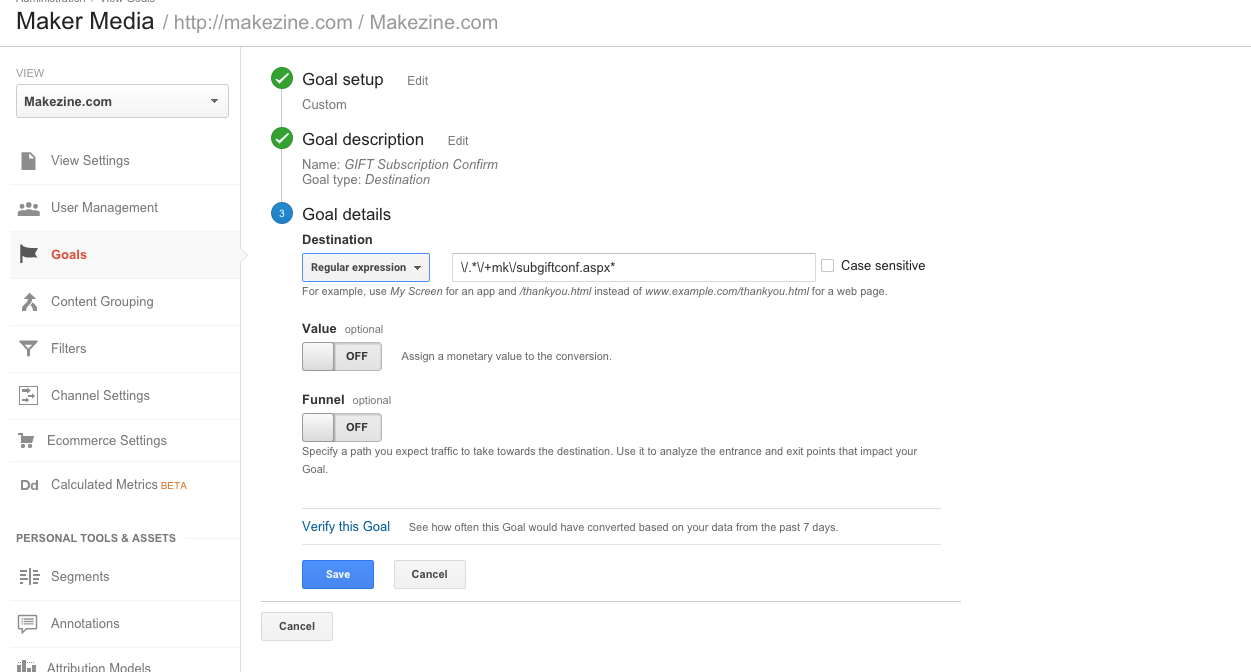 Administration / View Goals
Maker Media / http://makezine.com / Makezine.com
VIEW
Makezine.com
View Settings
User Management
Goals
Content Grouping
Filters
Channel Settings
Ecommerce Settings
Dd Calculated Metrics BETA
PERSONAL TOOLS & ASSETS
Segments
Annotations
Attribution Models
Goal setup Edit
Custom
Goal description Edit
Name: GIFT Subscription Confirm
Goal type: Destination
3 Goal details
Destination
Regular expression \/.*\/+mk\/subgiftconf.aspx* Case sensitive
For example, use My Screen for an app and /thankyou.html instead of www.example.com/thankyou.html for a web page.
Value optional
OFF Assign a monetary value to the conversion.
Funnel optional
OFF
Specify a path you expect traffic to take towards the destination. Use it to analyze the entrance and exit points that impact your
Goal.
Verify this Goal See how often this Goal would have converted based on your data from the past 7 days.
Save Cancel
Cancel